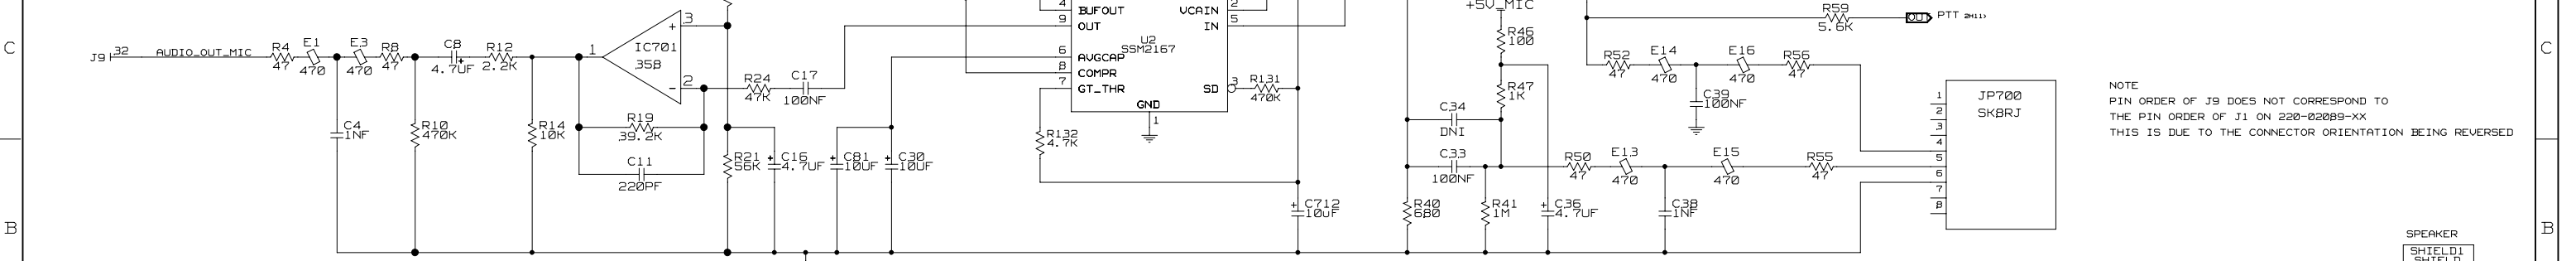 C
J9
32
AUDIO_OUT_MIC
R4
47
E1
470
E3
470
R8
47
C8
4.7UF
R12
2.2K
1
3
2
IC701
358
C4
1NF
R10
470K
R14
10K
R19
39.2K
C11
220PF
R24
47K
C17
100NF
R21
56K
C16
4.7UF
C81
10UF
C30
10UF
4
9
6
8
7
BUFOUT
OUT
AVGCAP
COMPR
GT_THR
U2
SSM2167
VCAIN
IN
SD
GND
2
5
3
1
R131
470K
R132
4.7K
C712
10uF
+5V_MIC
R46
100
R47
1K
C34
DNI
C33
100NF
R40
680
R41
1M
C36
4.7UF
R50
47
E13
470
C38
1NF
E15
470
R55
47
R52
47
E14
470
C39
100NF
E16
470
R56
47
R59
5.6K
OUT
PTT 2H11>
JP700
SK8RJ
1
2
3
4
5
6
7
8
NOTE
PIN ORDER OF J9 DOES NOT CORRESPOND TO
THE PIN ORDER OF J1 ON 220-02089-XX
THIS IS DUE TO THE CONNECTOR ORIENTATION BEING REVERSED
C
B
SPEAKER
SHIELD1
SHIELD
B